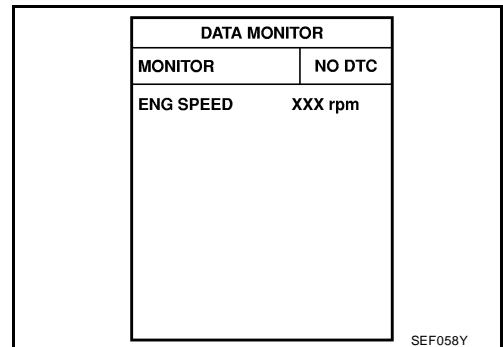 DATA MONITOR
MONITOR NO DTC
ENG SPEED XXX rpm
SEF058Y